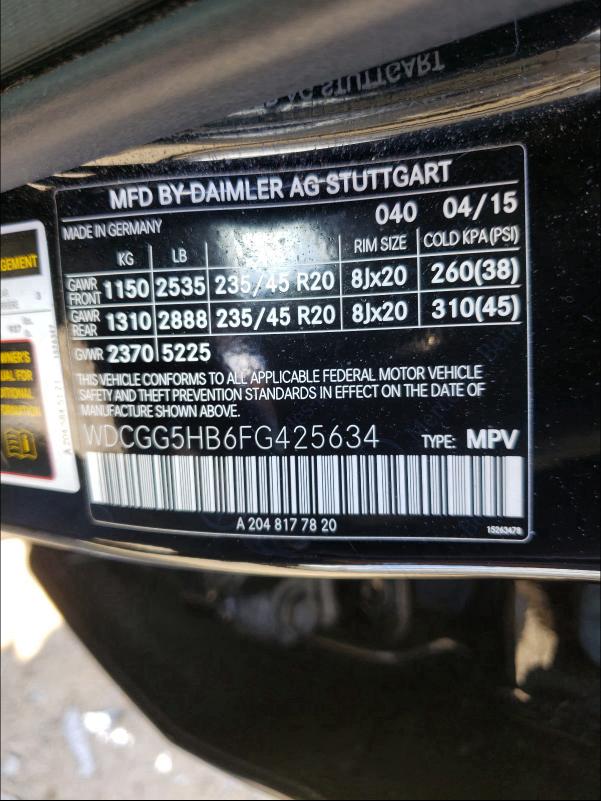 AG STUTTGART
MFD BY DAIMLER AG STUTTGART
MADE IN GERMANY 040 04/15
KG LB RIM SIZE COLD KPA(PSI)
GAWR FRONT 1150 2535 235/45 R20 8Jx20 260(38)
GAWR REAR 1310 2888 235/45 R20 8Jx20 310(45)
GVWR 2370 5225
THIS VEHICLE CONFORMS TO ALL APPLICABLE FEDERAL MOTOR VEHICLE
SAFETY AND THEFT PREVENTION STANDARDS IN EFFECT ON THE DATE
OF MANUFACTURE
WDCGG5HB6FG425634 TYPE: MPV
A 204 817 78 20
15263478